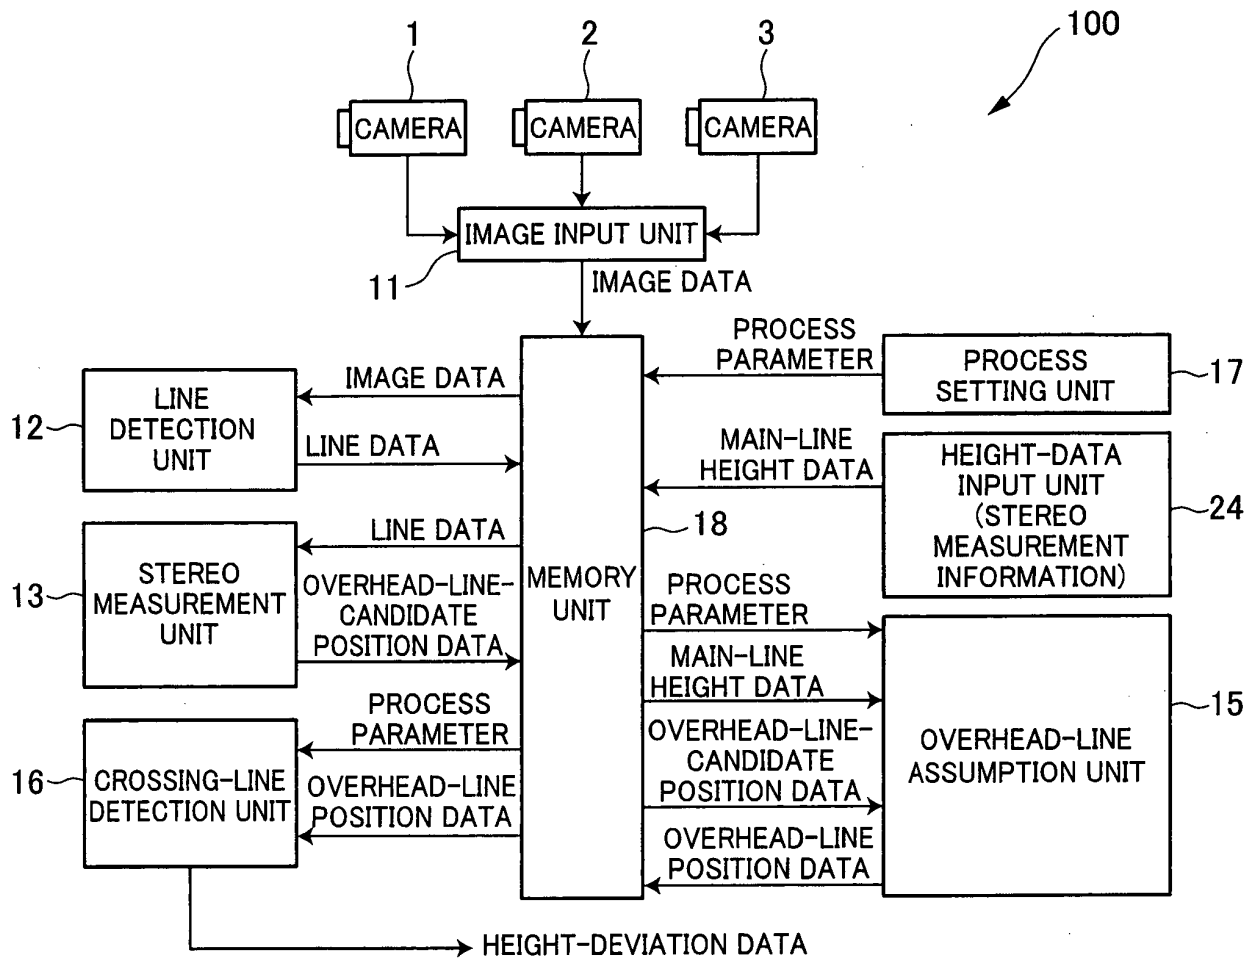 100
1
2
3
CAMERA
CAMERA
CAMERA
IMAGE INPUT UNIT
11
IMAGE DATA
PROCESS
PARAMETER
PROCESS
SETTING UNIT
17
IMAGE DATA
LINE
DETECTION
UNIT
12
LINE DATA
MAIN-LINE
HEIGHT DATA
HEIGHT-DATA
INPUT UNIT
(STEREO
MEASUREMENT
INFORMATION)
24
18
MEMORY
UNIT
LINE DATA
STEREO
MEASUREMENT
UNIT
13
OVERHEAD-LINE-
CANDIDATE
POSITION DATA
PROCESS
PARAMETER
MAIN-LINE
HEIGHT DATA
OVERHEAD-LINE-
CANDIDATE
POSITION DATA
OVERHEAD-LINE
POSITION DATA
OVERHEAD-LINE
ASSUMPTION UNIT
15
PROCESS
PARAMETER
CROSSING-LINE
DETECTION UNIT
16
OVERHEAD-LINE
POSITION DATA
HEIGHT-DEVIATION DATA